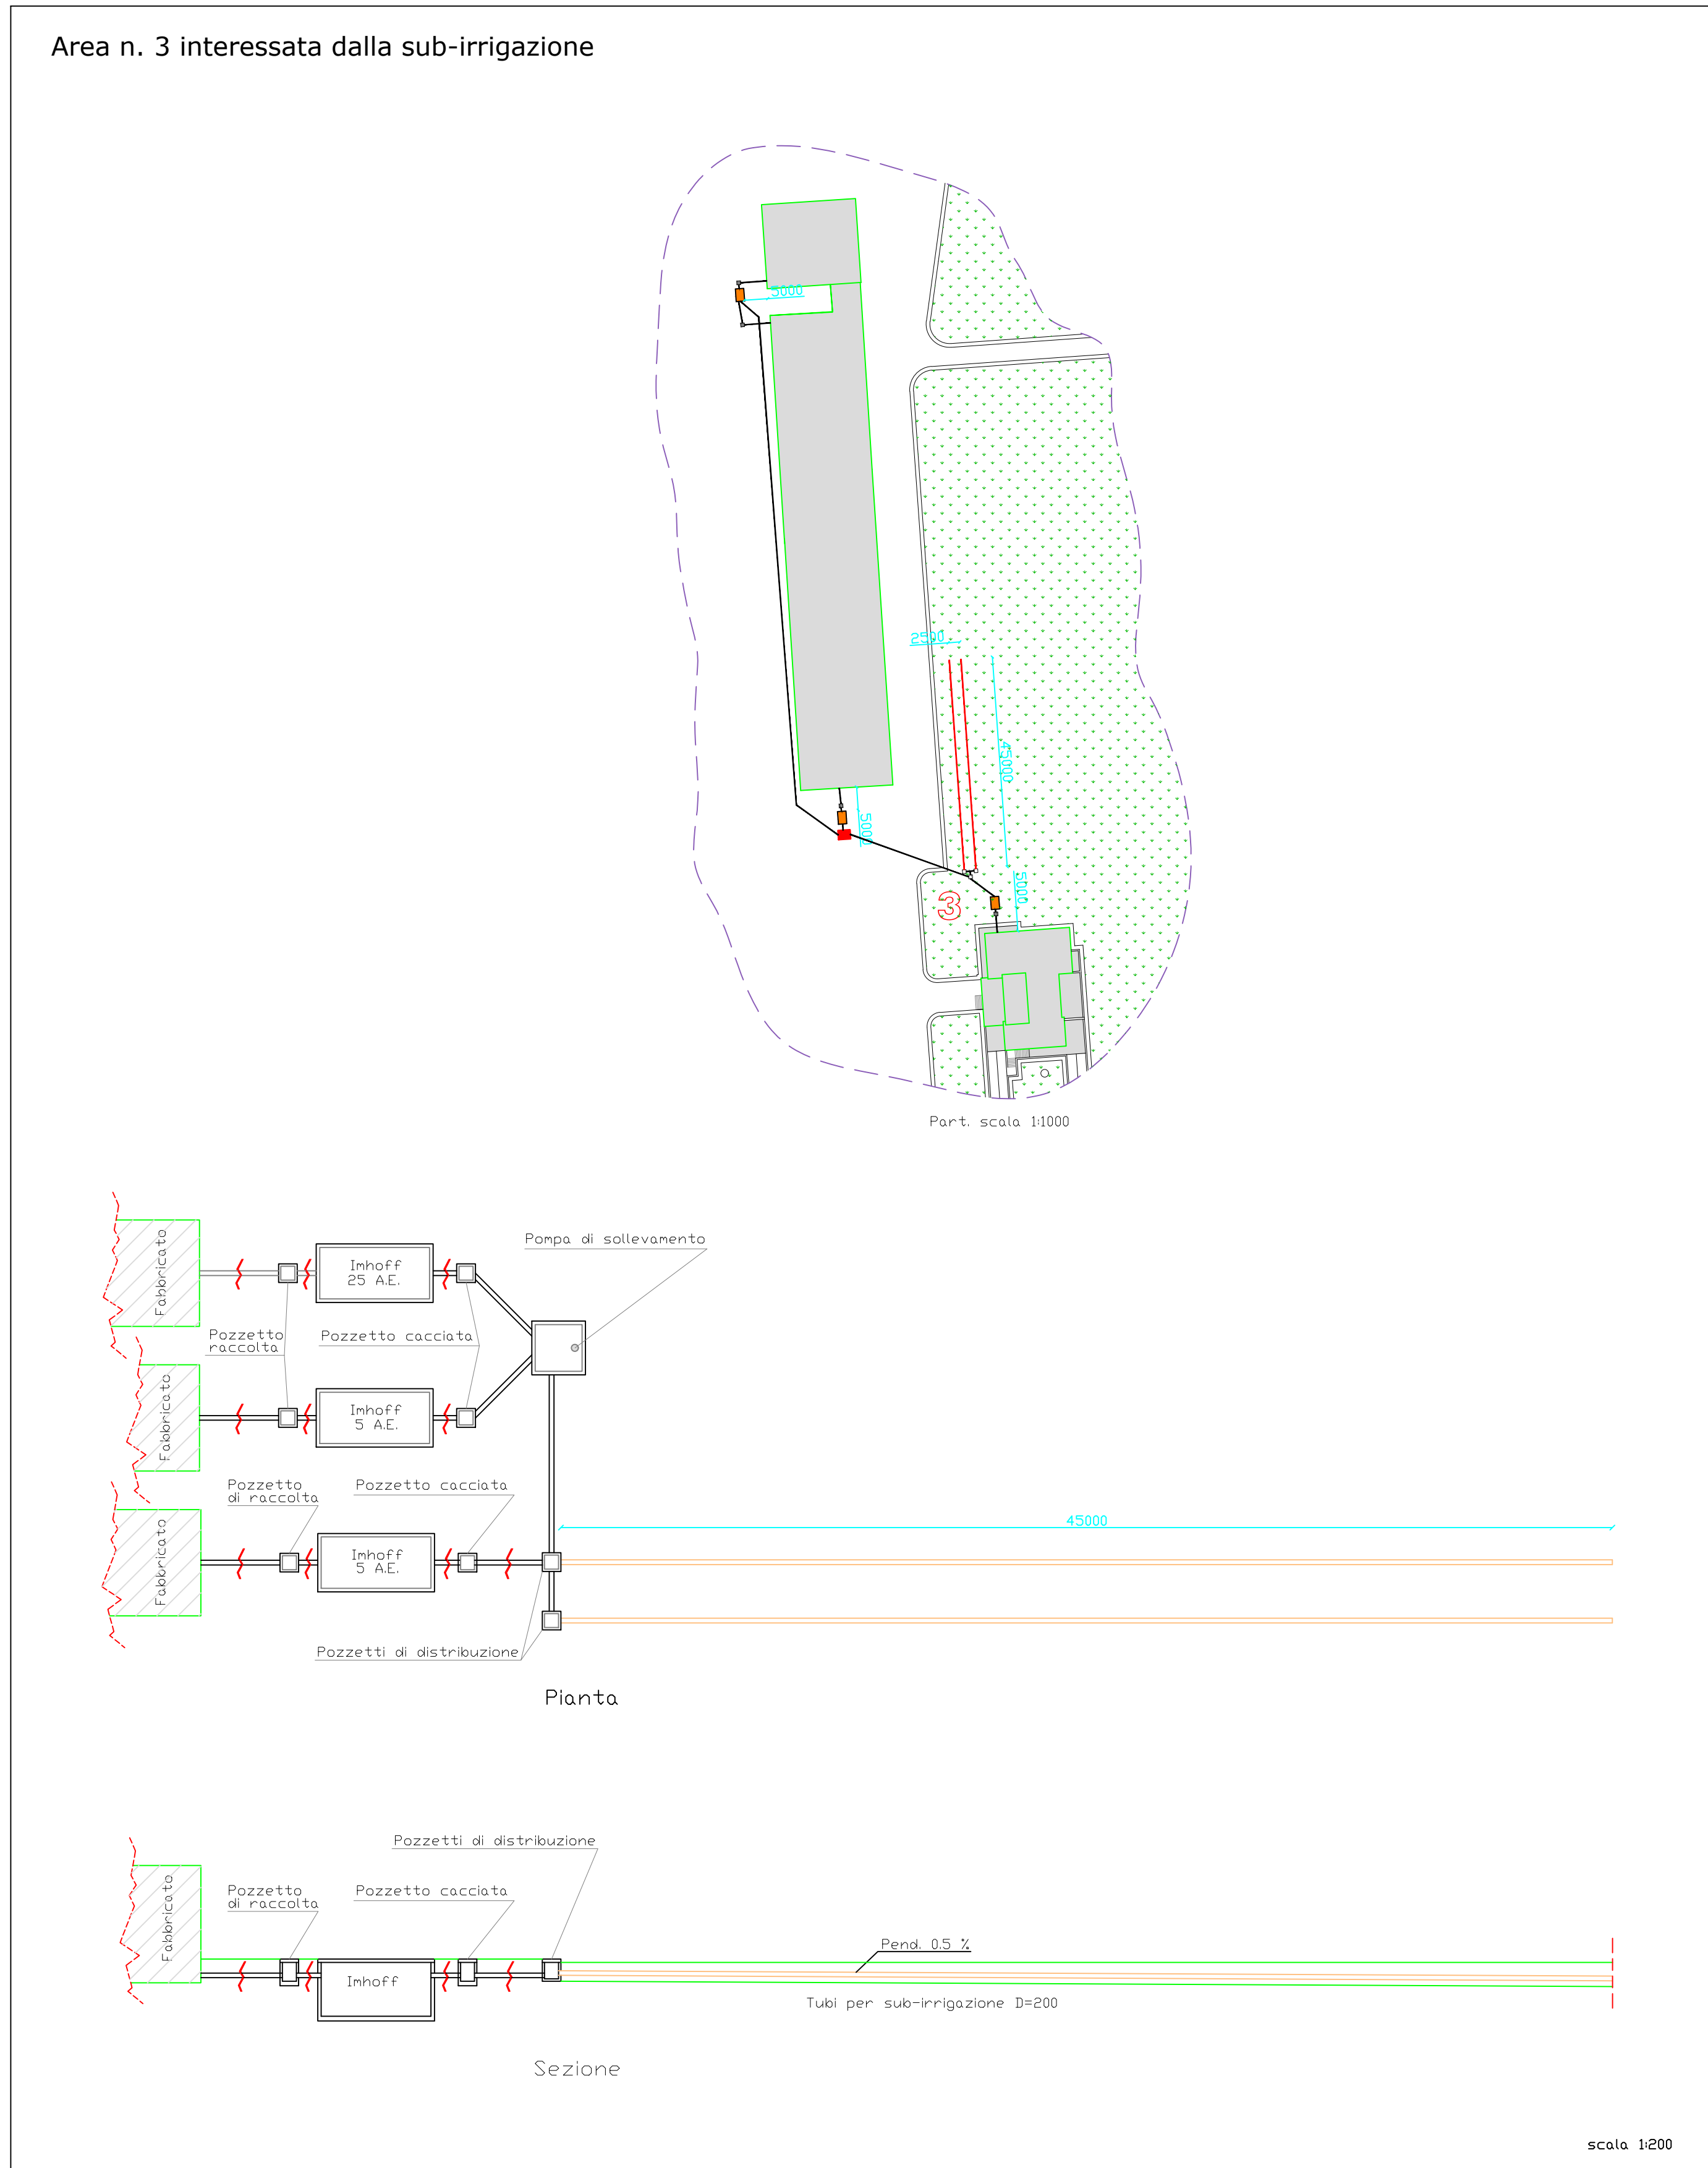 Area n. 3 interessata dalla sub-irrigazione
5000
2500
45000
5000
5000
3
Part. scala 1:1000
Pompa di sollevamento
Fabbricato
Imhoff
25 A.E.
Pozzetto
raccolta
Pozzetto cacciata
Fabbricato
Imhoff
5 A.E.
Pozzetto
di raccolta
Pozzetto cacciata
Fabbricato
Imhoff
5 A.E.
45000
Pozzetti di distribuzione
Pianta
Pozzetti di distribuzione
Fabbricato
Pozzetto
di raccolta
Pozzetto cacciata
Imhoff
Pend. 0.5 %
Tubi per sub-irrigazione D=200
Sezione
scala 1:200